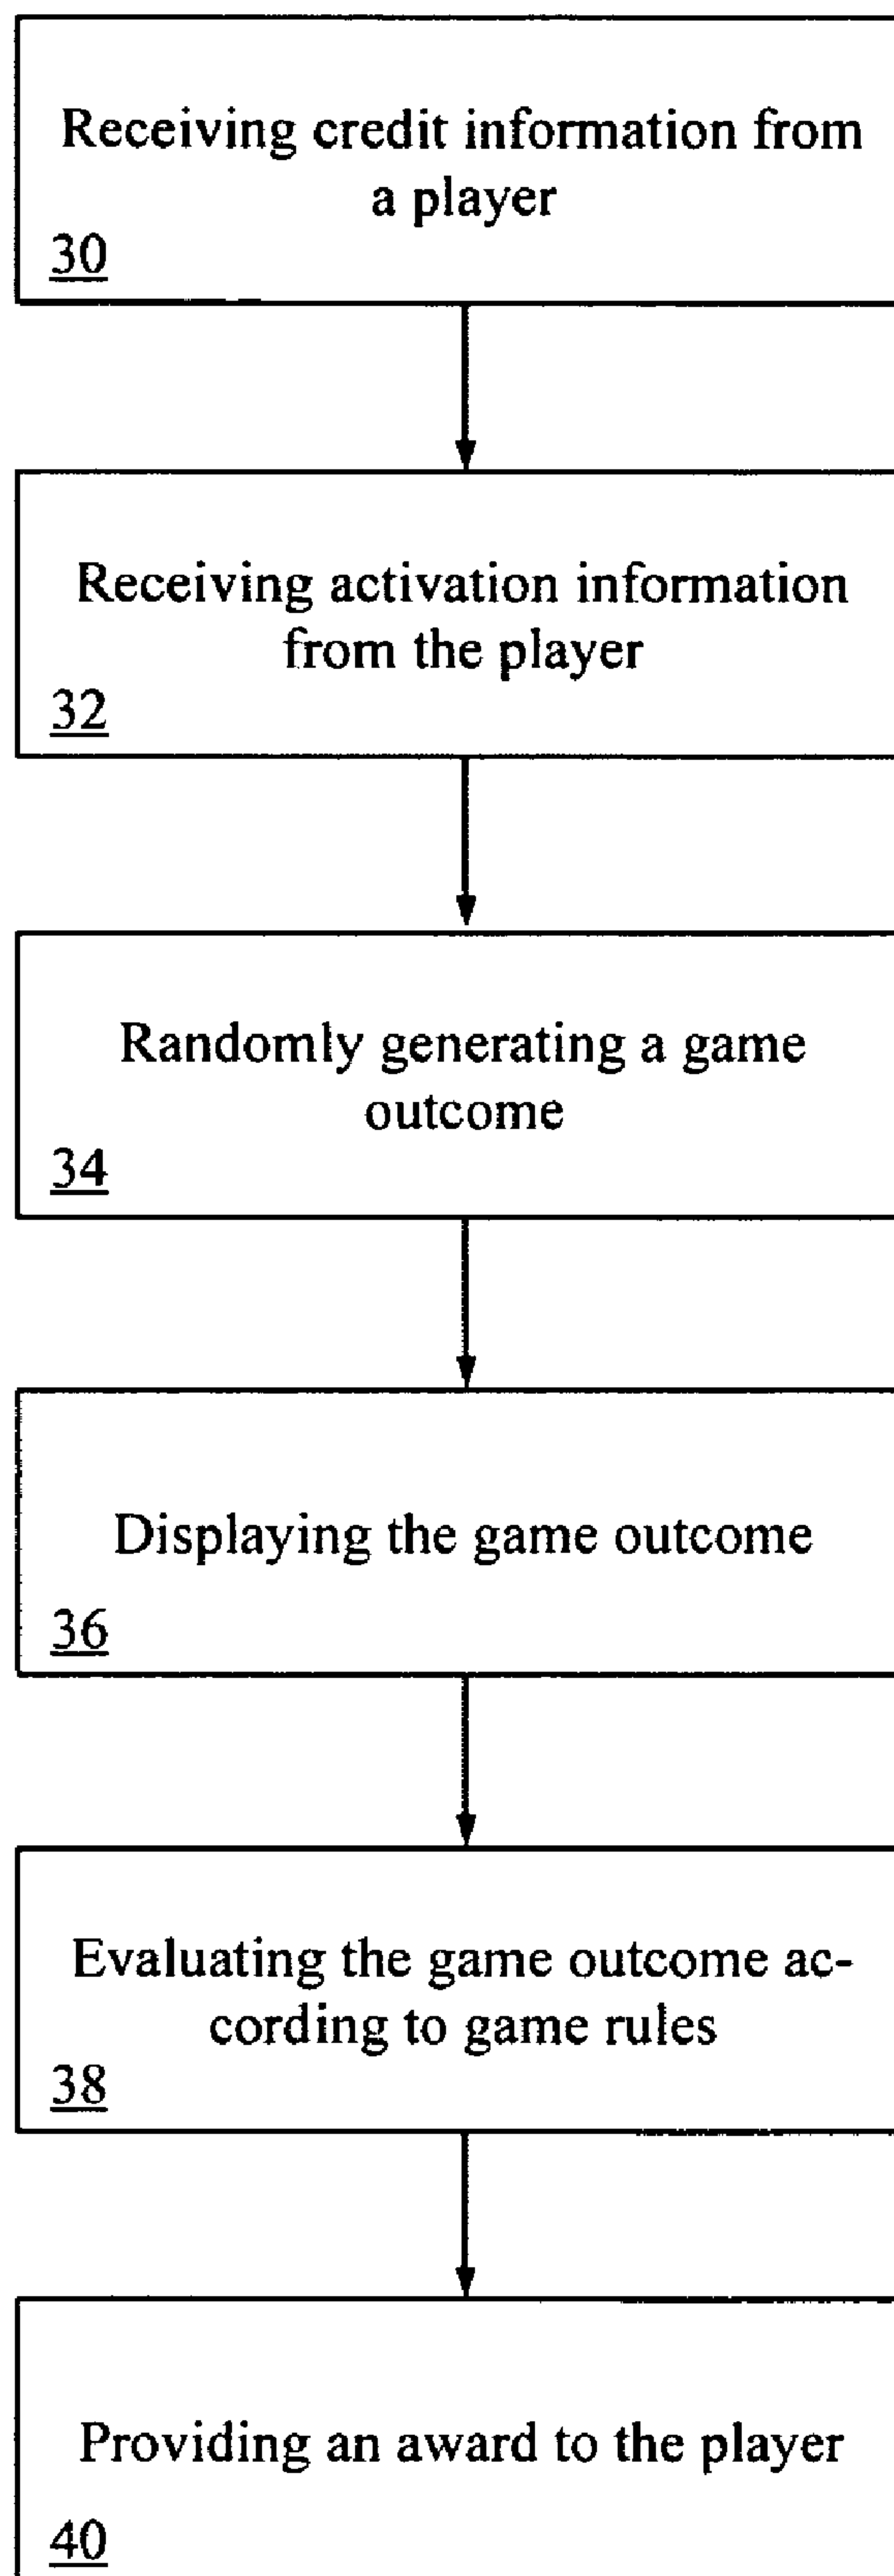 Receiving credit information from
a player
30
Receiving activation information
from the player
32
Randomly generating a game
outcome
34
Displaying the game outcome
36
Evaluating the game outcome ac-
cording to game rules
38
Providing an award to the player
40